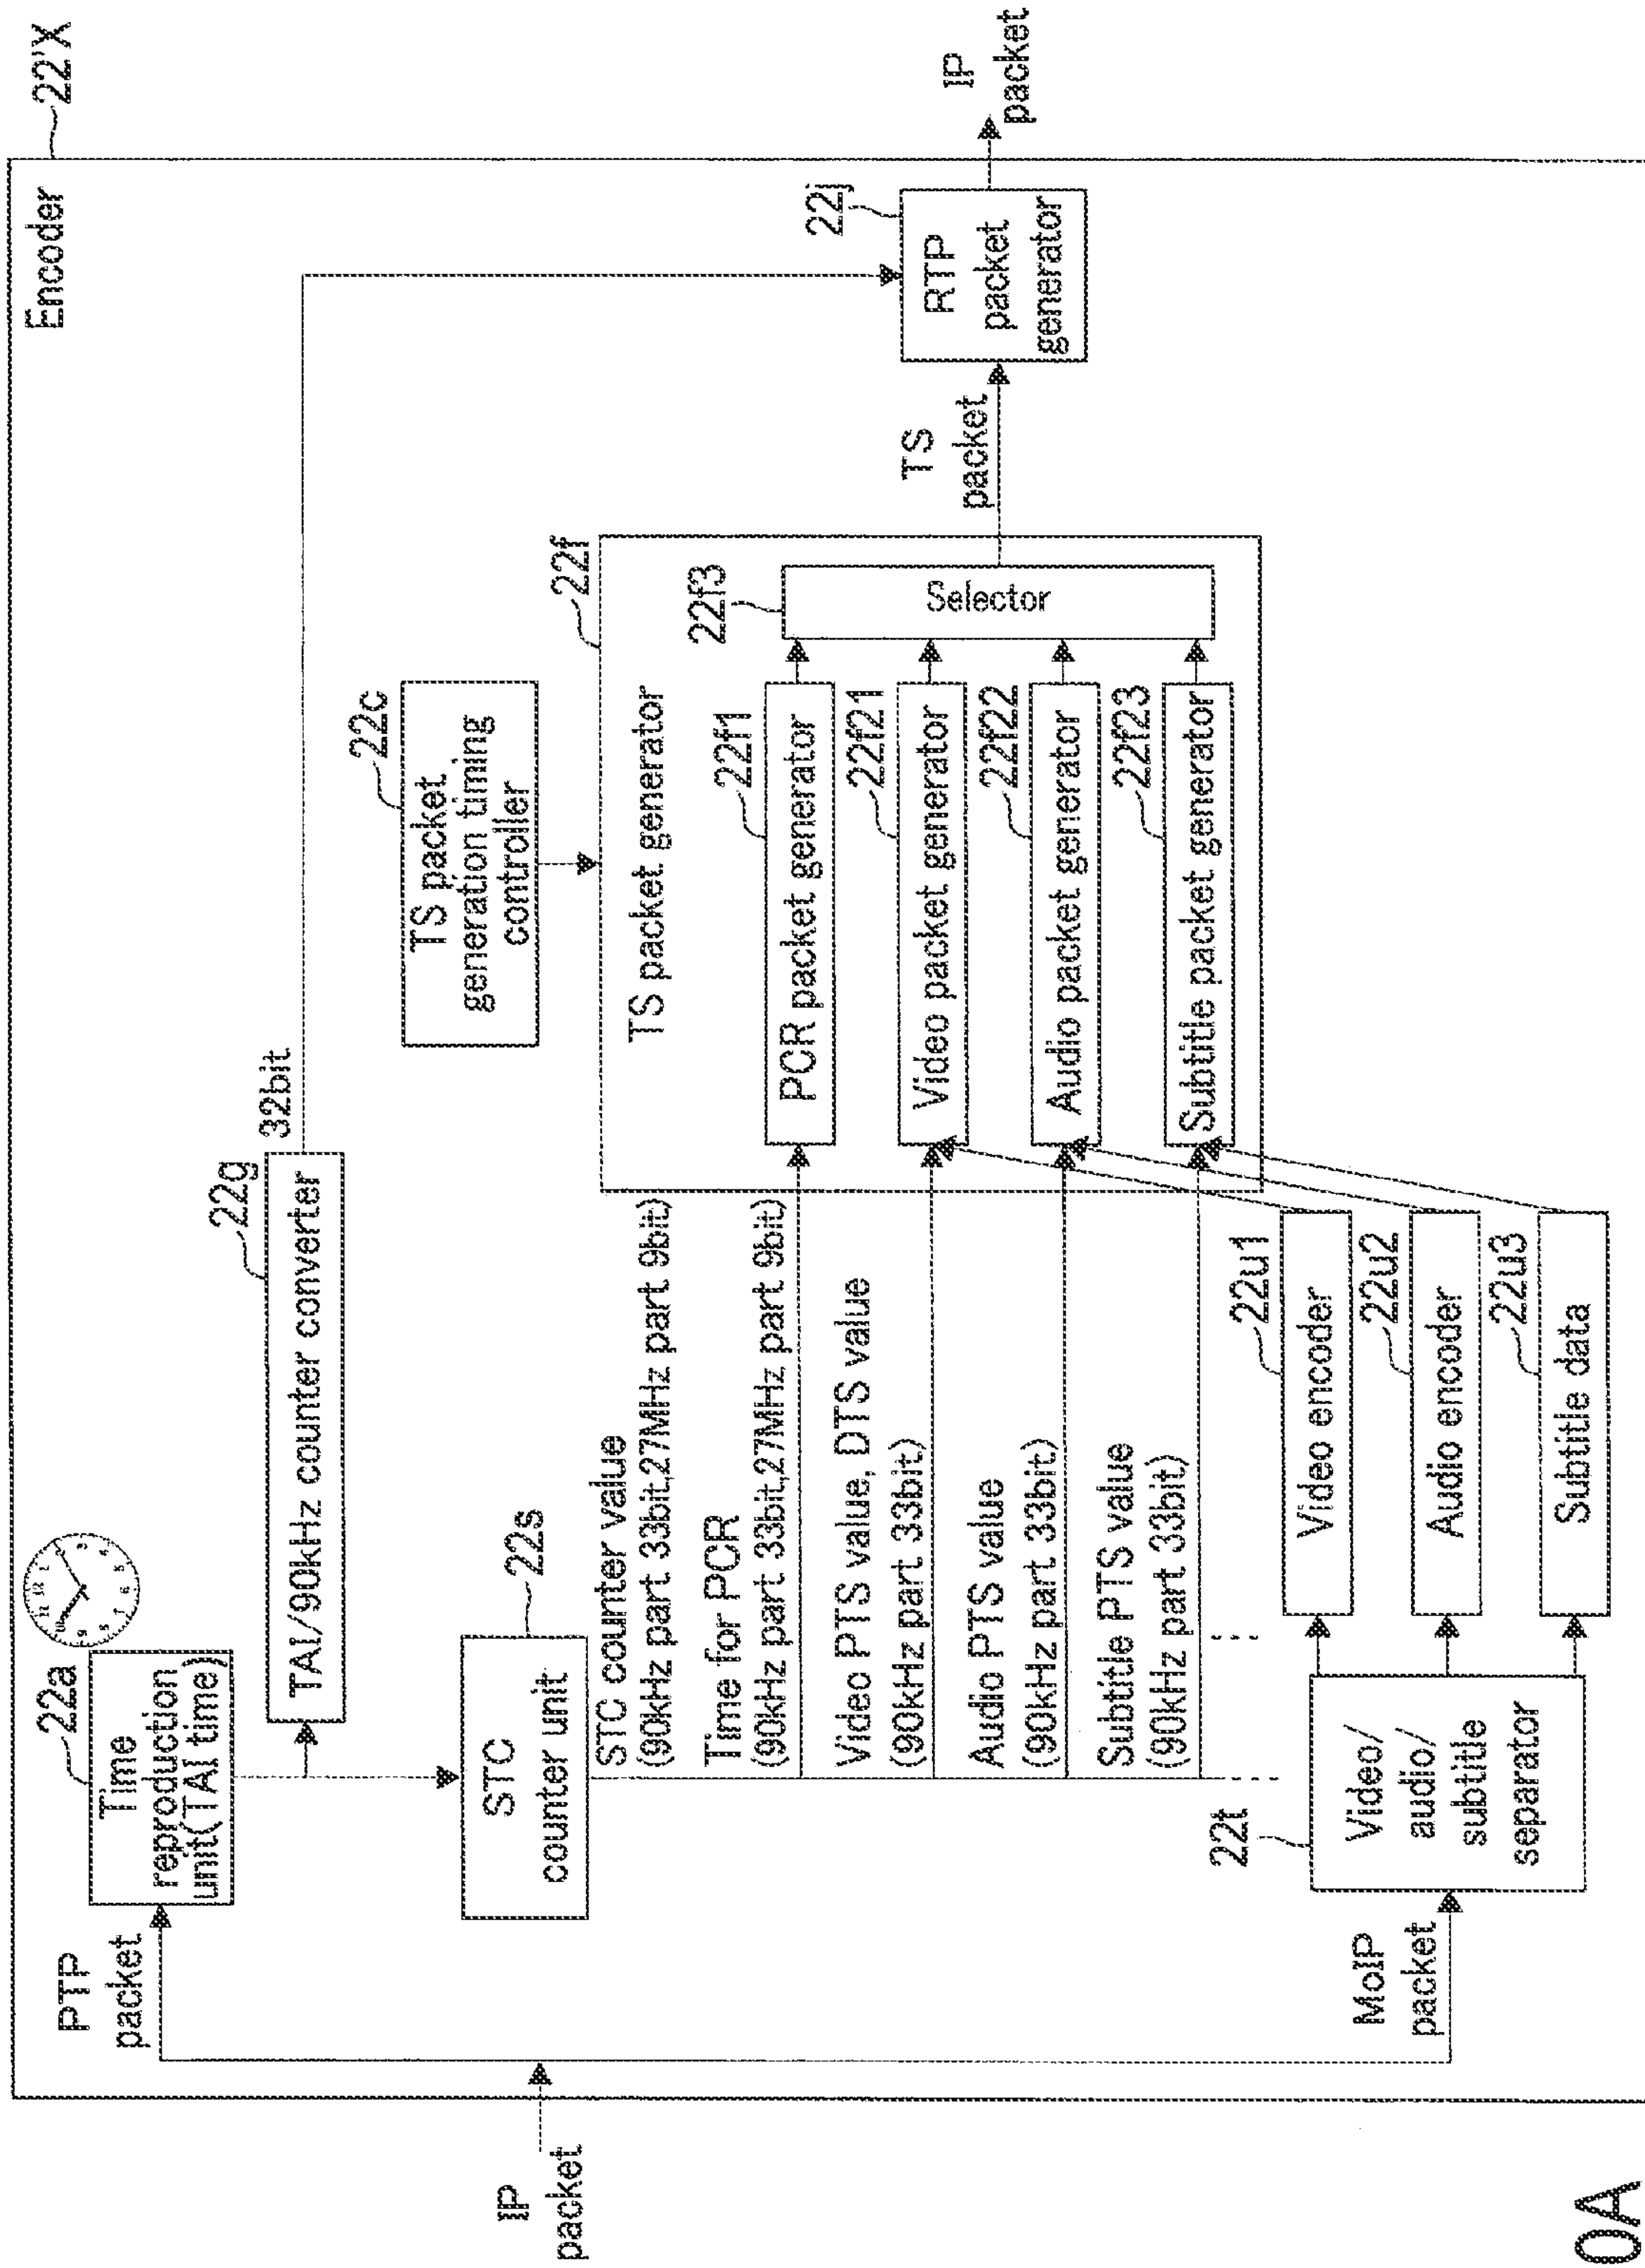 Encoder
22'X
IP
packet
PTP
packet
Time
reproduction
unit(TAI time)
22a
TAI/90kHz counter converter
22g
32bit
STC
counter unit
22s
STC counter value
(90kHz part 33bit,27MHz part 9bit)
Time for PCR
(90kHz part 33bit,27MHz part 9bit)
Video PTS value, DTS value
(90kHz part 33bit)
Audio PTS value
(90kHz part 33bit)
Subtitle PTS value
(90kHz part 33bit)
TS packet
generation timing
controller
22c
TS packet generator
22f
PCR packet generator
22f1
Video packet generator
22f21
Audio packet generator
22f22
Subtitle packet generator
22f23
Selector
22f3
TS
packet
RTP
packet
generator
22j
IP
packet
MoIP
packet
Video/
audio/
subtitle
separator
22t
Video encoder
22u1
Audio encoder
22u2
Subtitle data
22u3
0A